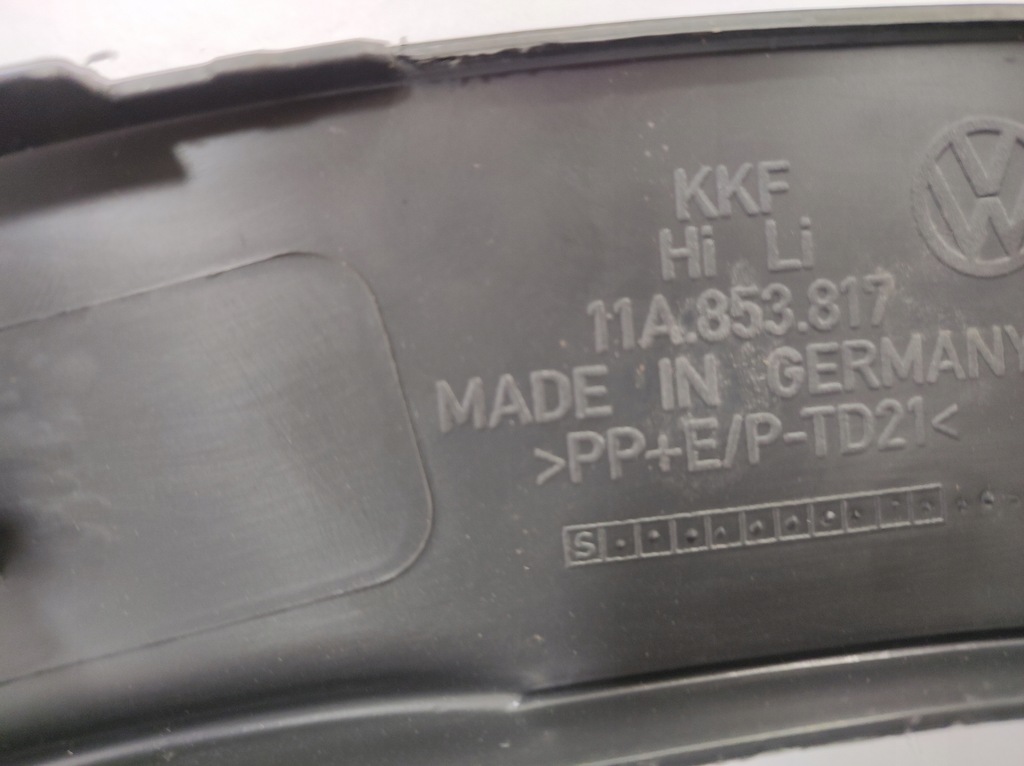 KKF
Hi Li
11A.853.817
MADE IN GERMANY
>PP+E/P-TD21<
S